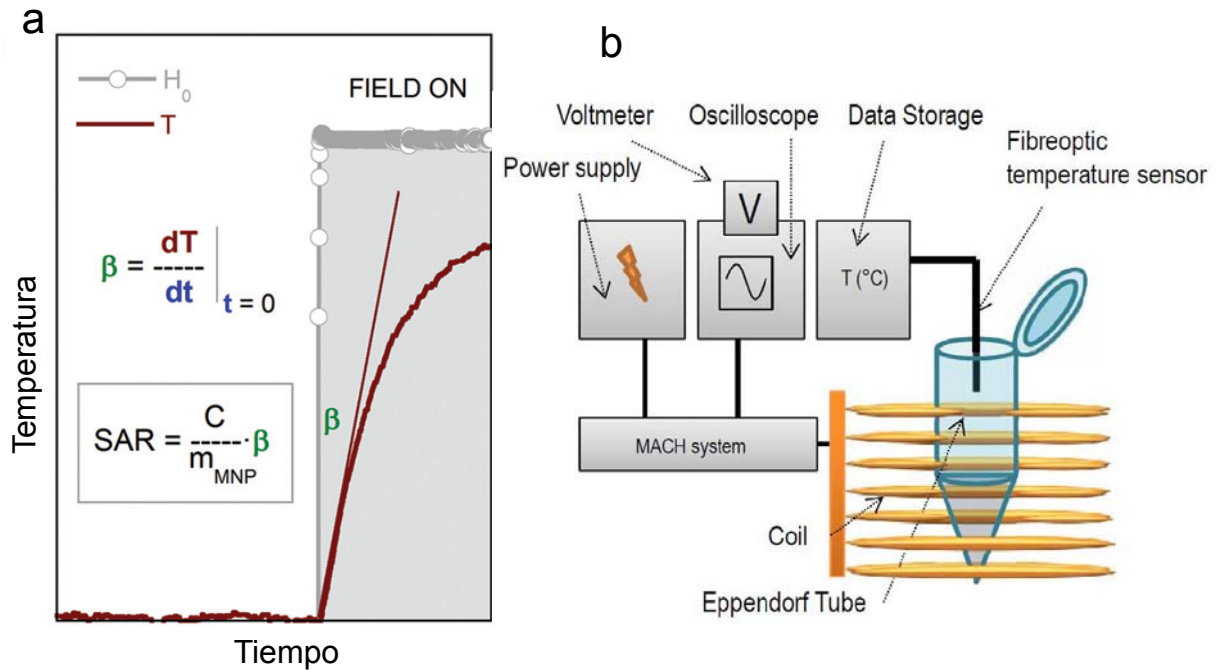 a
H0
T
FIELD ON
β = dT
-----
dt
t = 0
SAR = C
-----·β
mMNP
β
Temperatura
Tiempo
b
Voltmeter
Oscilloscope
Data Storage
Fibreoptic
temperature sensor
Power supply
V
T (°C)
MACH system
Coil
Eppendorf Tube